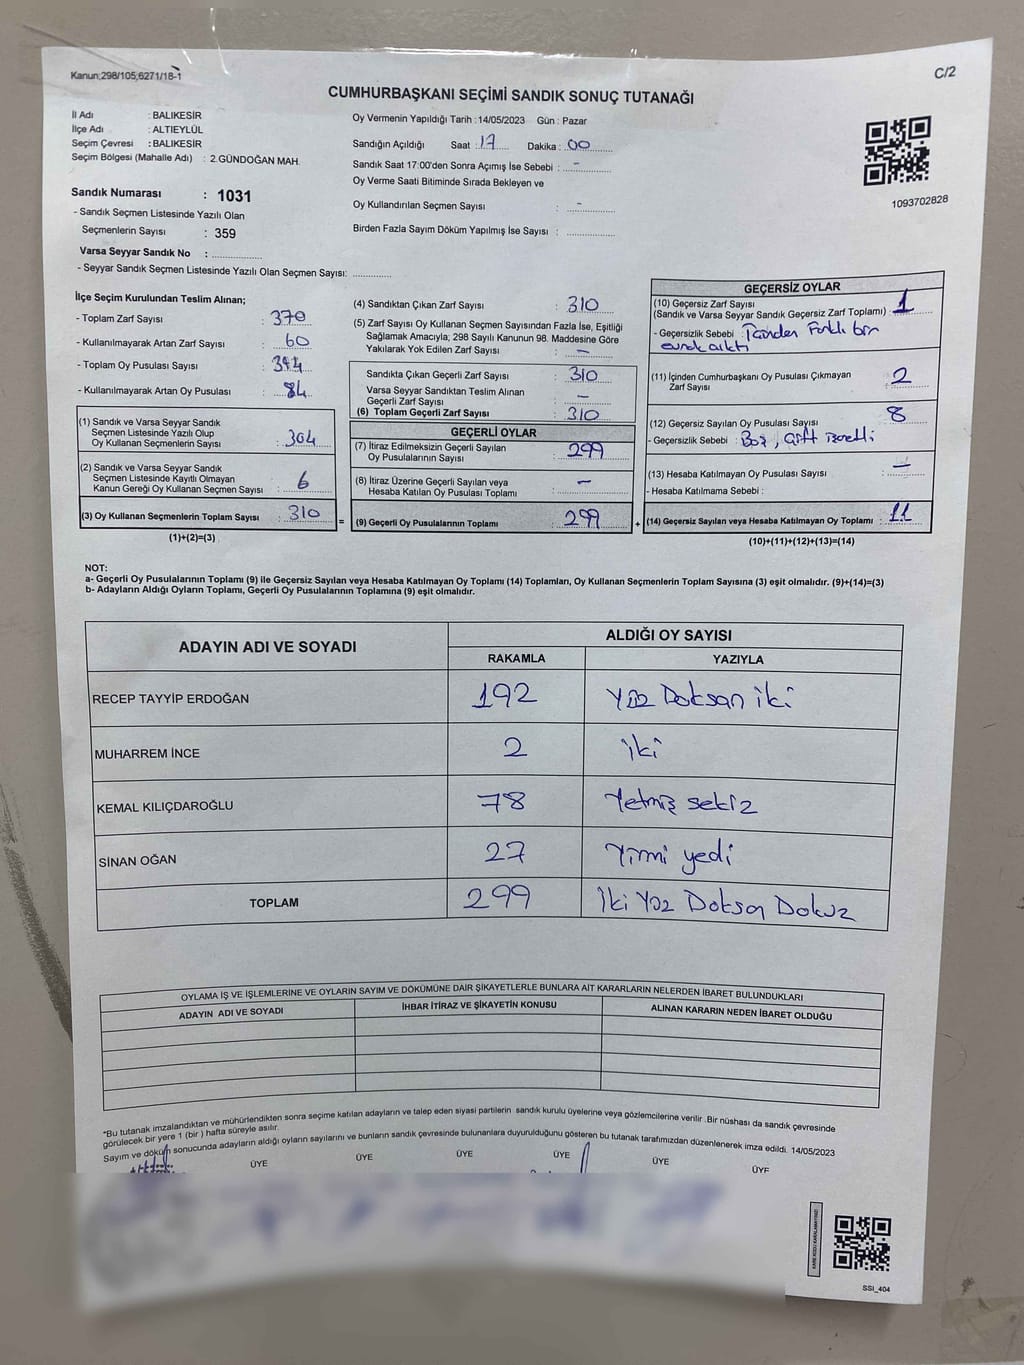 Kanun;298/105;6271/18-1
C/2
CUMHURBAŞKANI SEÇİMİ SANDIK SONUÇ TUTANAĞI
İl Adı : BALIKESİR
İlçe Adı : ALTIEYLÜL
Seçim Çevresi : BALIKESİR
Seçim Bölgesi (Mahalle Adı) : 2.GÜNDOĞAN MAH.
Sandık Numarası : 1031
- Sandık Seçmen Listesinde Yazılı Olan
Seçmenlerin Sayısı : 359
Varsa Seyyar Sandık No :
- Seyyar Sandık Seçmen Listesinde Yazılı Olan Seçmen Sayısı:
Oy Vermenin Yapıldığı Tarih : 14/05/2023 Gün : Pazar
Sandığın Açıldığı Saat : 17 Dakika : 00
Sandık Saat 17:00'den Sonra Açımış İse Sebebi : -
Oy Verme Saati Bitiminde Sırada Bekleyen ve
Oy Kullandırılan Seçmen Sayısı : -
Birden Fazla Sayım Döküm Yapılmış İse Sayısı :
1093702828
İlçe Seçim Kurulundan Teslim Alınan;
- Toplam Zarf Sayısı : 370
- Kullanılmayarak Artan Zarf Sayısı : 60
- Toplam Oy Pusulası Sayısı : 394
- Kullanılmayarak Artan Oy Pusulası : 84
(1) Sandık ve Varsa Seyyar Sandık
Seçmen Listesinde Yazılı Olup
Oy Kullanan Seçmenlerin Sayısı : 304
(2) Sandık ve Varsa Seyyar Sandık
Seçmen Listesinde Kayıtlı Olmayan
Kanun Gereği Oy Kullanan Seçmen Sayısı : 6
(3) Oy Kullanan Seçmenlerin Toplam Sayısı : 310
(1)+(2)=(3)
=
(4) Sandıktan Çıkan Zarf Sayısı : 310
(5) Zarf Sayısı Oy Kullanan Seçmen Sayısından Fazla İse, Eşitliği
Sağlamak Amacıyla; 298 Sayılı Kanunun 98. Maddesine Göre
Yakılarak Yok Edilen Zarf Sayısı : -
Sandıkta Çıkan Geçerli Zarf Sayısı : 310
Varsa Seyyar Sandıktan Teslim Alınan
Geçerli Zarf Sayısı : -
(6) Toplam Geçerli Zarf Sayısı : 310
GEÇERLİ OYLAR
(7) İtiraz Edilmeksizin Geçerli Sayılan
Oy Pusulalarının Sayısı : 299
(8) İtiraz Üzerine Geçerli Sayılan veya
Hesaba Katılan Oy Pusulası Toplamı : -
(9) Geçerli Oy Pusulalarının Toplamı : 299
+
GEÇERSİZ OYLAR
(10) Geçersiz Zarf Sayısı
(Sandık ve Varsa Seyyar Sandık Geçersiz Zarf Toplamı) : 1
- Geçersizlik Sebebi : İçinden Farklı bir
evrak çıktı
(11) İçinden Cumhurbaşkanı Oy Pusulası Çıkmayan
Zarf Sayısı : 2
(12) Geçersiz Sayılan Oy Pusulası Sayısı : 8
- Geçersizlik Sebebi : Boş, çift işaretli
(13) Hesaba Katılmayan Oy Pusulası Sayısı : -
- Hesaba Katılmama Sebebi :
(14) Geçersiz Sayılan veya Hesaba Katılmayan Oy Toplamı : 11
(10)+(11)+(12)+(13)=(14)
NOT:
a- Geçerli Oy Pusulalarının Toplamı (9) ile Geçersiz Sayılan veya Hesaba Katılmayan Oy Toplamı (14) Toplamları, Oy Kullanan Seçmenlerin Toplam Sayısına (3) eşit olmalıdır. (9)+(14)=(3)
b- Adayların Aldığı Oyların Toplamı, Geçerli Oy Pusulalarının Toplamına (9) eşit olmalıdır.
ADAYIN ADI VE SOYADI
ALDIĞI OY SAYISI
RAKAMLA YAZIYLA
RECEP TAYYİP ERDOĞAN 192 Yüz Doksan iki
MUHARREM İNCE 2 iki
KEMAL KILIÇDAROĞLU 78 Yetmiş sekiz
SİNAN OĞAN 27 Yirmi yedi
TOPLAM 299 İki Yüz Doksan Dokuz
OYLAMA İŞ VE İŞLEMLERİNE VE OYLARIN SAYIM VE DÖKÜMÜNE DAİR ŞİKAYETLERLE BUNLARA AİT KARARLARIN NELERDEN İBARET BULUNDUKLARI
ADAYIN ADI VE SOYADI İHBAR İTİRAZ VE ŞİKAYETİN KONUSU ALINAN KARARIN NEDEN İBARET OLDUĞU
*Bu tutanak imzalandıktan ve mühürlendikten sonra seçime katılan adayların ve talep eden siyasi partilerin sandık kurulu üyelerine veya gözlemcilerine verilir .Bir nüshası da sandık çevresinde
görülecek bir yere 1 (bir ) hafta süreyle asılır.
Sayım ve döküm sonucunda adayların aldığı oyların sayılarını ve bunların sandık çevresinde bulunanlara duyurulduğunu gösteren bu tutanak tarafımızdan düzenlenerek imza edildi. 14/05/2023
ÜYE ÜYE ÜYE ÜYE ÜYE ÜYE
SSI_404